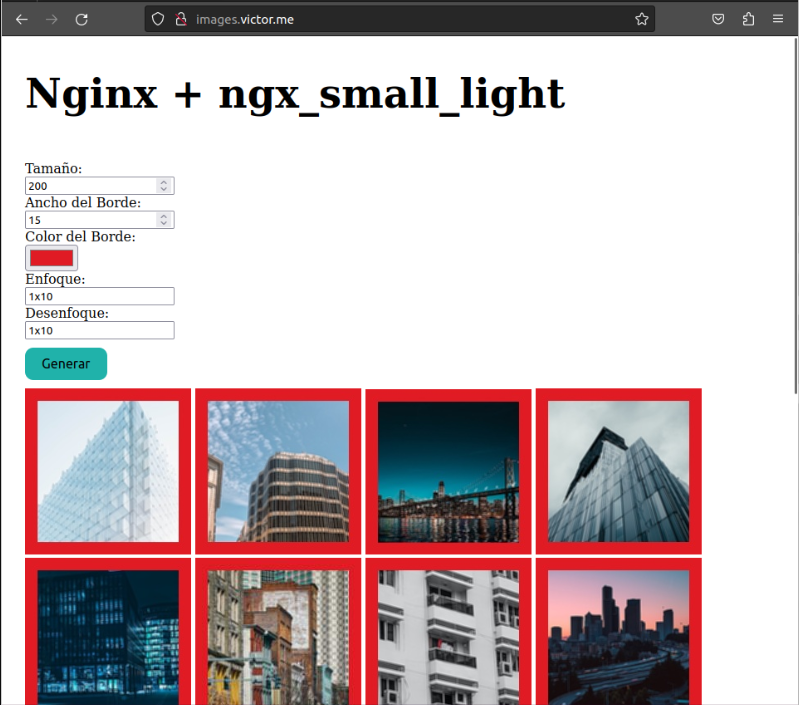 images.victor.me
Nginx + ngx_small_light
Tamaño:
200
Ancho del Borde:
15
Color del Borde:
Enfoque:
1x10
Desenfoque:
1x10
Generar